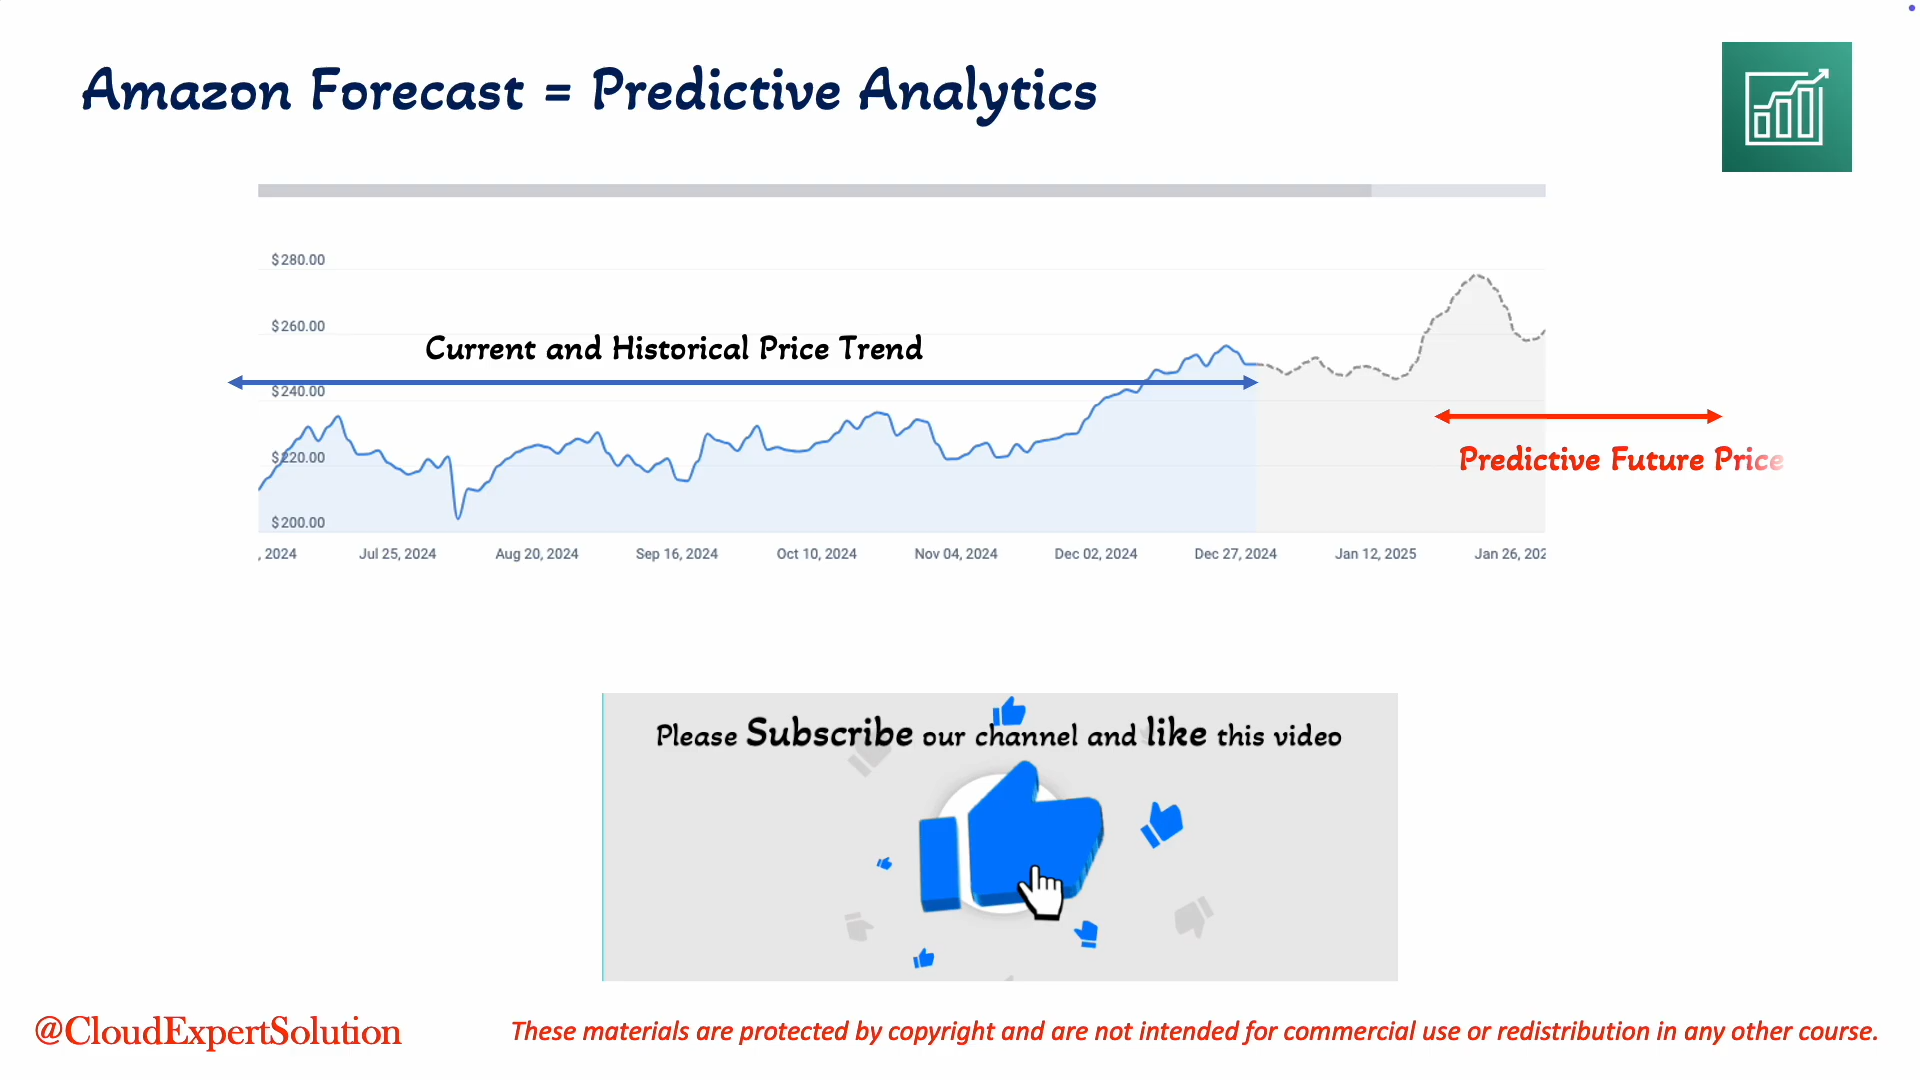 Amazon Forecast = Predictive Analytics
$280.00
$260.00
Current and Historical Price Trend
$240.00
$220.00
Predictive Future Price
$200.00
, 2024 Jul 25, 2024 Aug 20, 2024 Sep 16, 2024 Oct 10, 2024 Nov 04, 2024 Dec 02, 2024 Dec 27, 2024 Jan 12, 2025 Jan 26, 202
Please Subscribe our channel and like this video
@CloudExpertSolution
These materials are protected by copyright and are not intended for commercial use or redistribution in any other course.